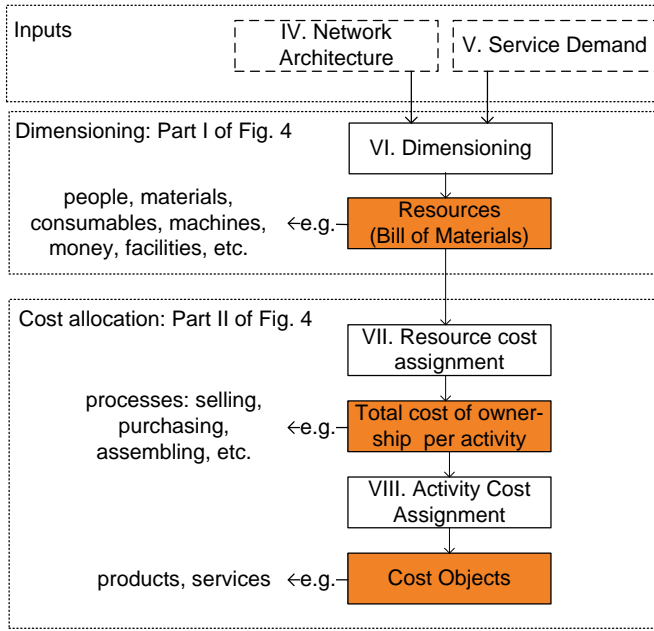 Inputs
IV. Network
Architecture
V. Service Demand
Dimensioning: Part I of Fig. 4
VI. Dimensioning
people, materials,
consumables, machines,
money, facilities, etc.
←e.g.
Resources
(Bill of Materials)
Cost allocation: Part II of Fig. 4
VII. Resource cost
assignment
processes: selling,
purchasing,
assembling, etc.
←e.g.
Total cost of owner-
ship per activity
VIII. Activity Cost
Assignment
products, services
←e.g.
Cost Objects